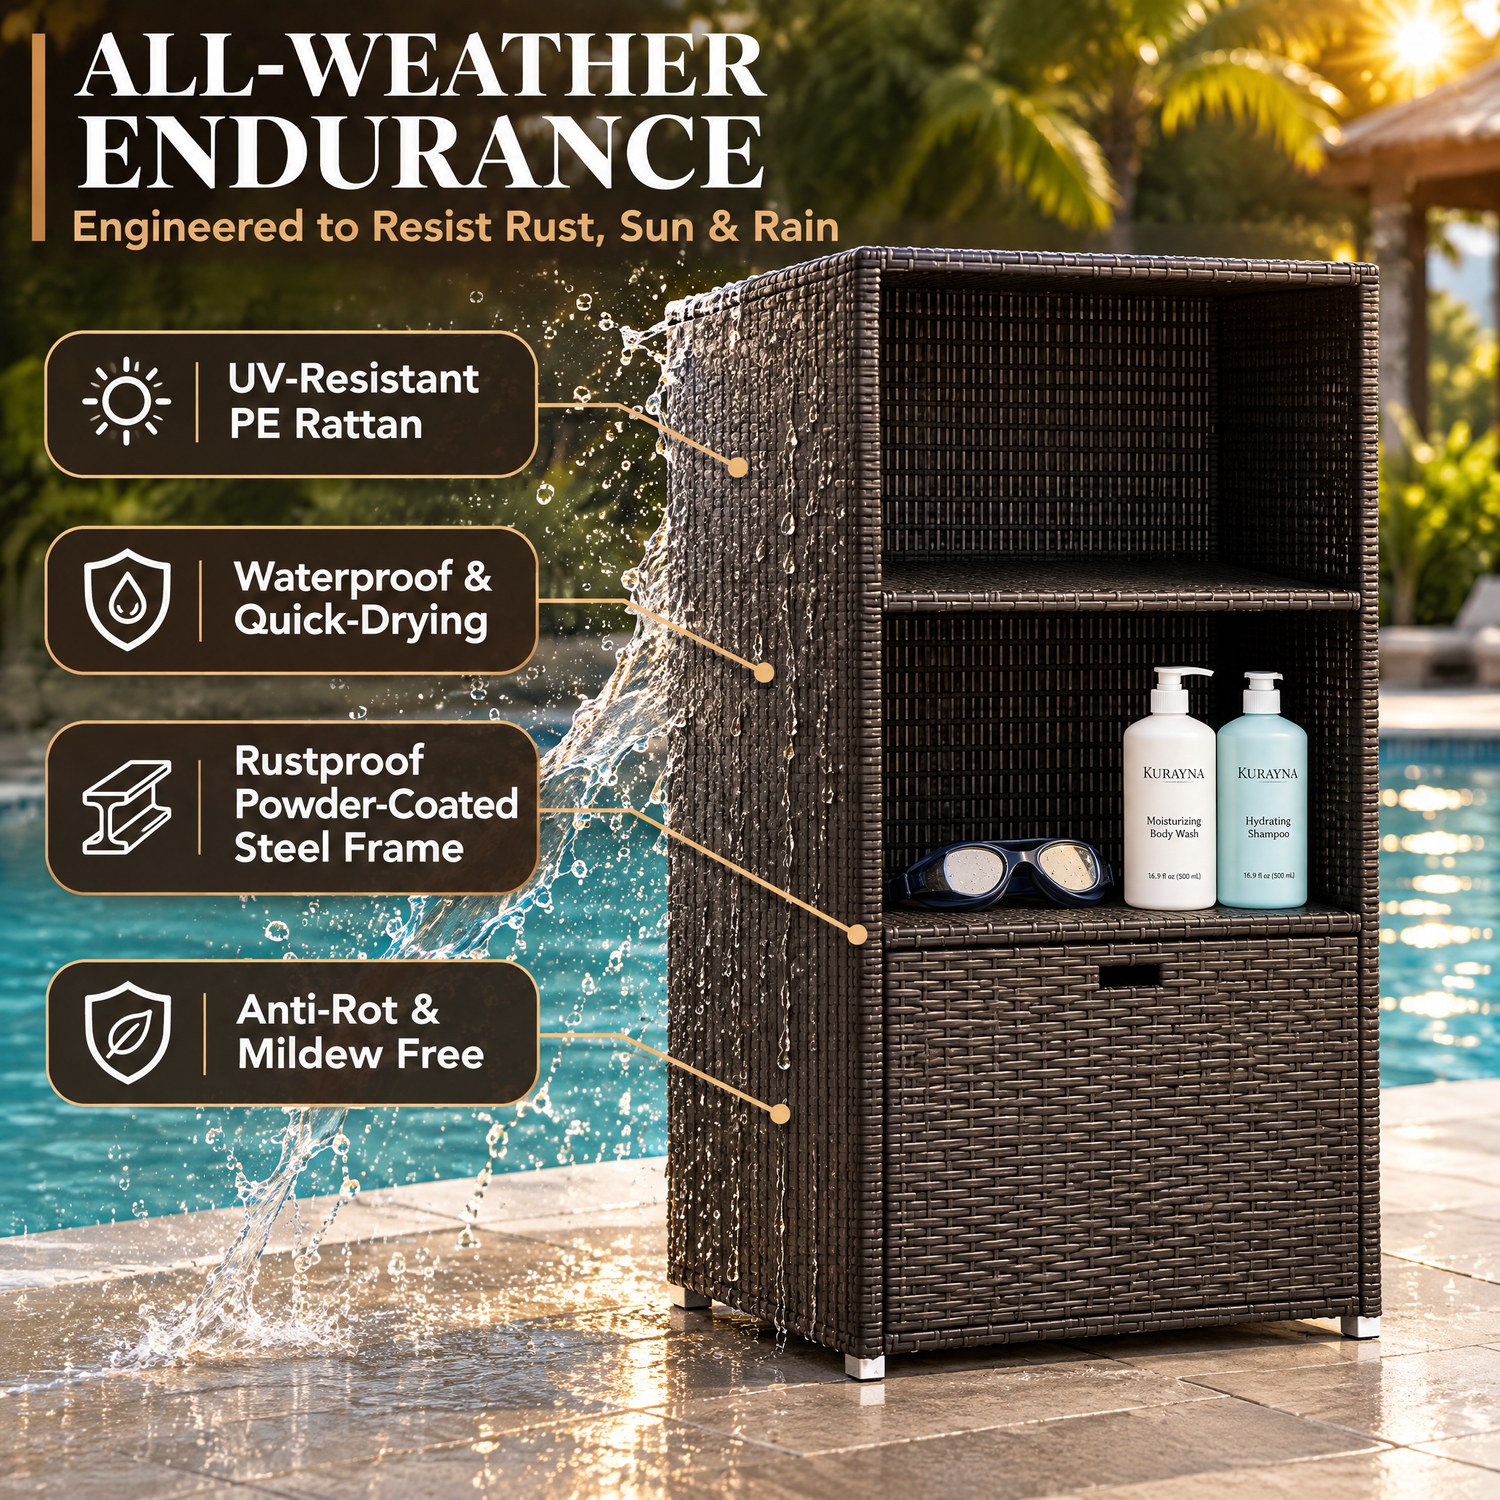 ALL-WEATHER
ENDURANCE
Engineered to Resist Rust, Sun & Rain
UV-Resistant
PE Rattan
Waterproof &
Quick-Drying
Rustproof
Powder-Coated
Steel Frame
Anti-Rot &
Mildew Free
KURAYNA
Moisturizing
Body Wash
16.9 fl oz (500 mL)
KURAYNA
Hydrating
Shampoo
16.9 fl oz (500 mL)